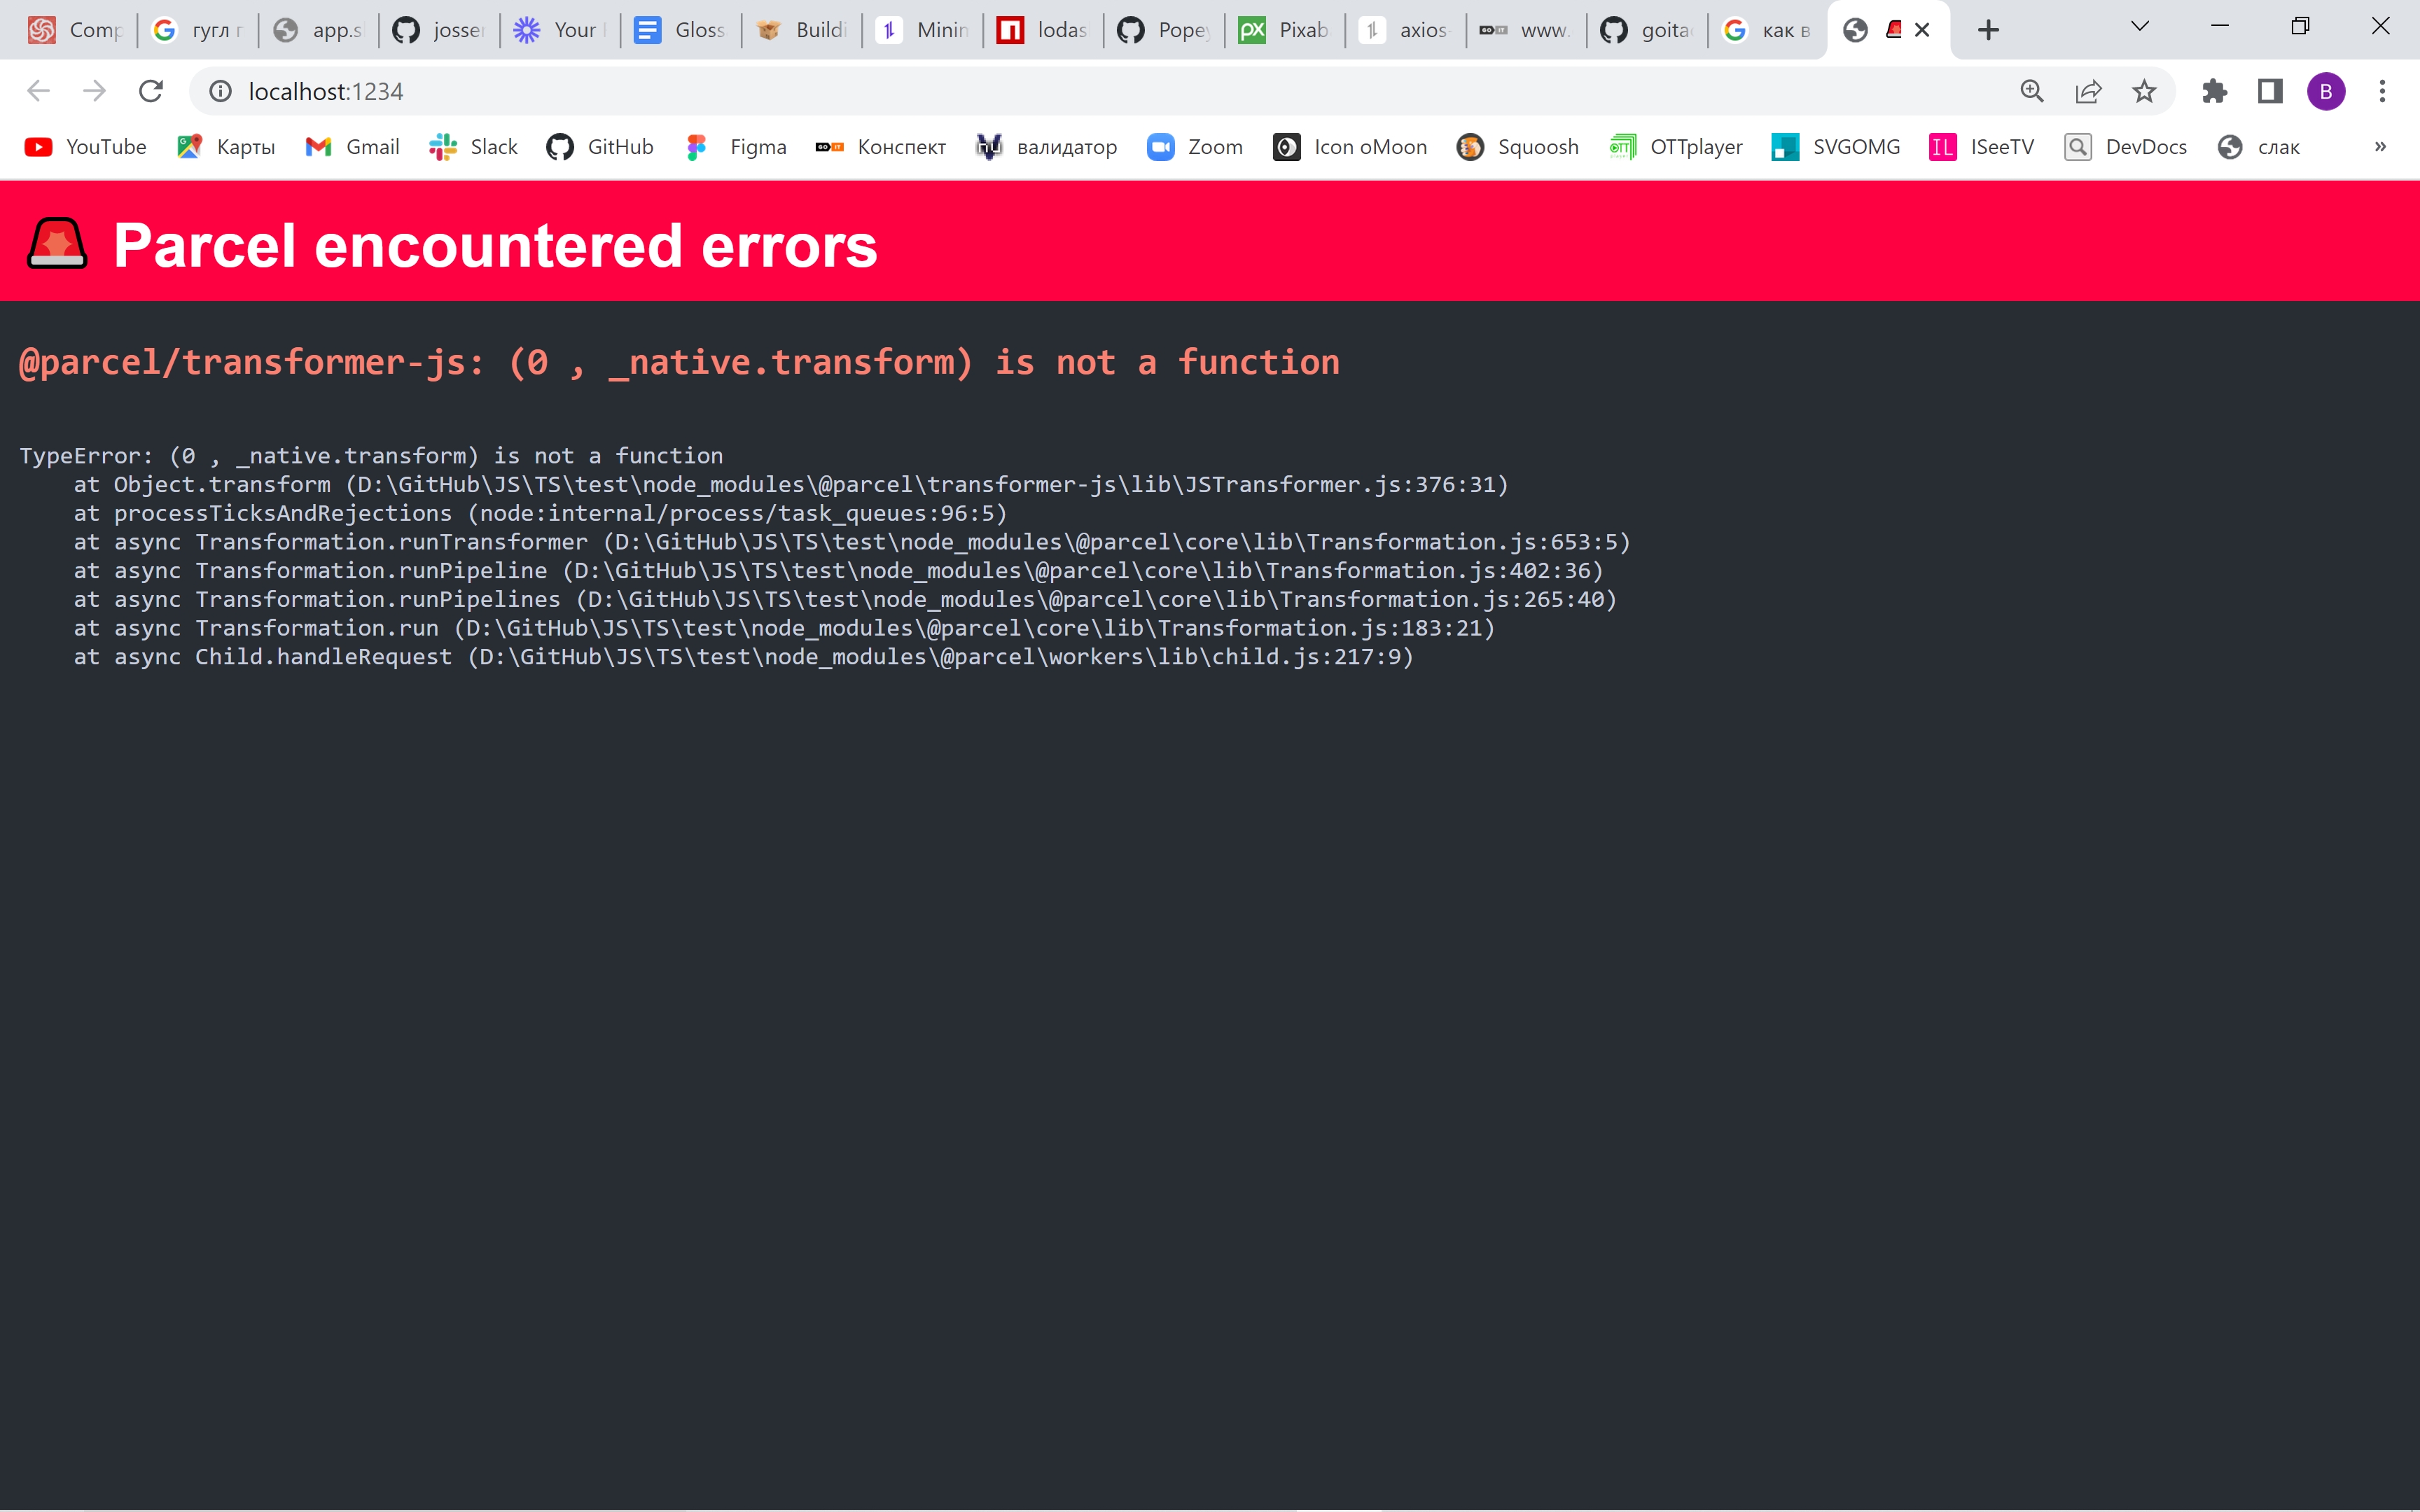 Comp гугл г app.s josser Your Gloss Buildi Minim lodas Popey Pixab axios- www. goitac как в
localhost:1234 B
YouTube Карты Gmail Slack GitHub Figma Конспект валидатор Zoom Icon oMoon Squoosh OTTplayer SVGOMG ISeeTV DevDocs слак »
Parcel encountered errors
@parcel/transformer-js: (0 , _native.transform) is not a function
TypeError: (0 , _native.transform) is not a function
at Object.transform (D:\GitHub\JS\TS\test\node_modules\@parcel\transformer-js\lib\JSTransformer.js:376:31)
at processTicksAndRejections (node:internal/process/task_queues:96:5)
at async Transformation.runTransformer (D:\GitHub\JS\TS\test\node_modules\@parcel\core\lib\Transformation.js:653:5)
at async Transformation.runPipeline (D:\GitHub\JS\TS\test\node_modules\@parcel\core\lib\Transformation.js:402:36)
at async Transformation.runPipelines (D:\GitHub\JS\TS\test\node_modules\@parcel\core\lib\Transformation.js:265:40)
at async Transformation.run (D:\GitHub\JS\TS\test\node_modules\@parcel\core\lib\Transformation.js:183:21)
at async Child.handleRequest (D:\GitHub\JS\TS\test\node_modules\@parcel\workers\lib\child.js:217:9)